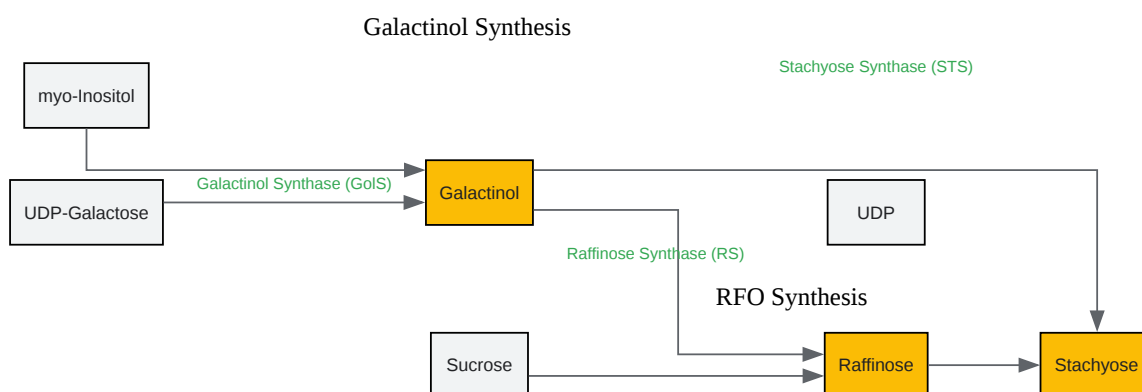 Galactinol Synthesis
Stachyose Synthase (STS)
myo-Inositol
Galactinol Synthase (GolS)
UDP-Galactose
Galactinol
UDP
Raffinose Synthase (RS)
RFO Synthesis
Sucrose
Raffinose
Stachyose